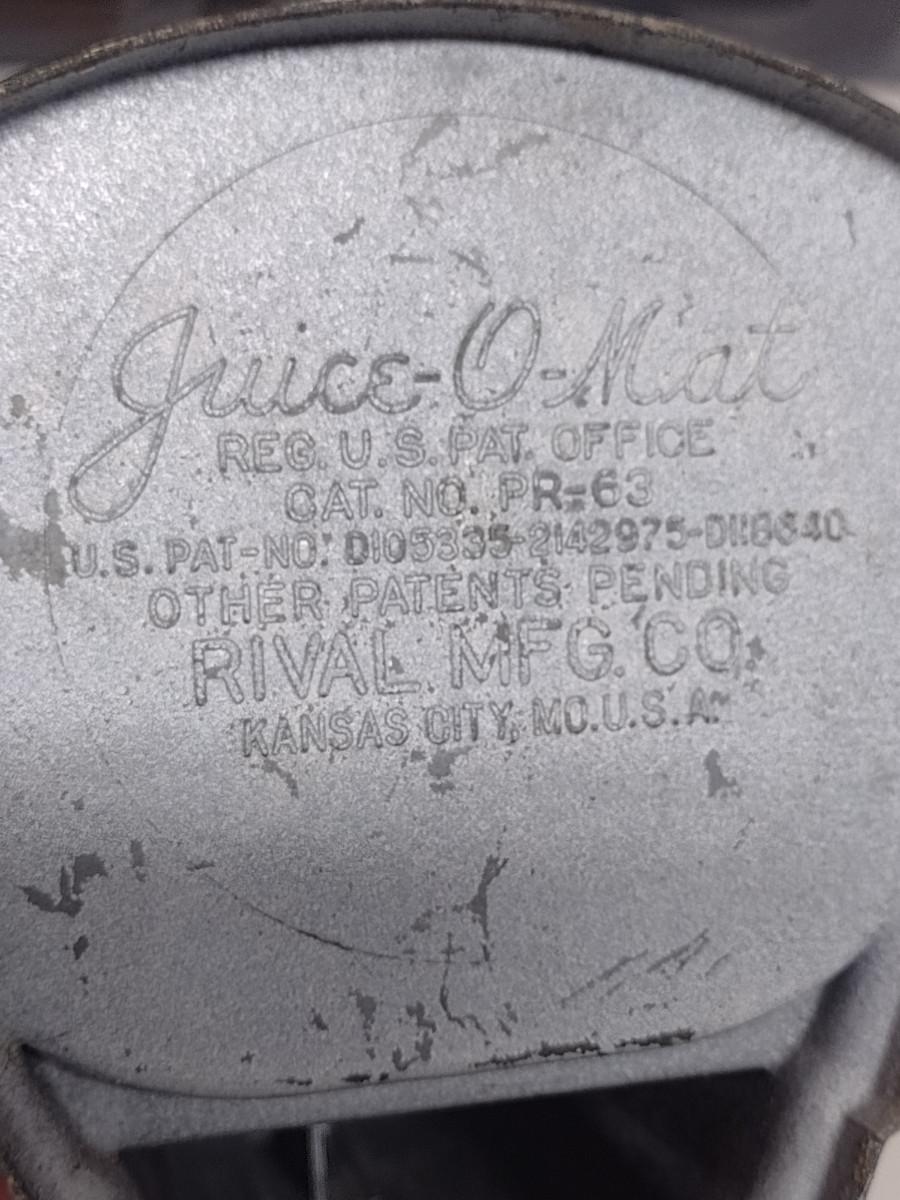 Juice-O-Mat
REG. U.S. PAT. OFFICE
CAT. NO. PR-63
U.S. PAT-NO. D105335-2142975-D118640
OTHER PATENTS PENDING
RIVAL MFG. CO.
KANSAS CITY, MO. U.S.A.